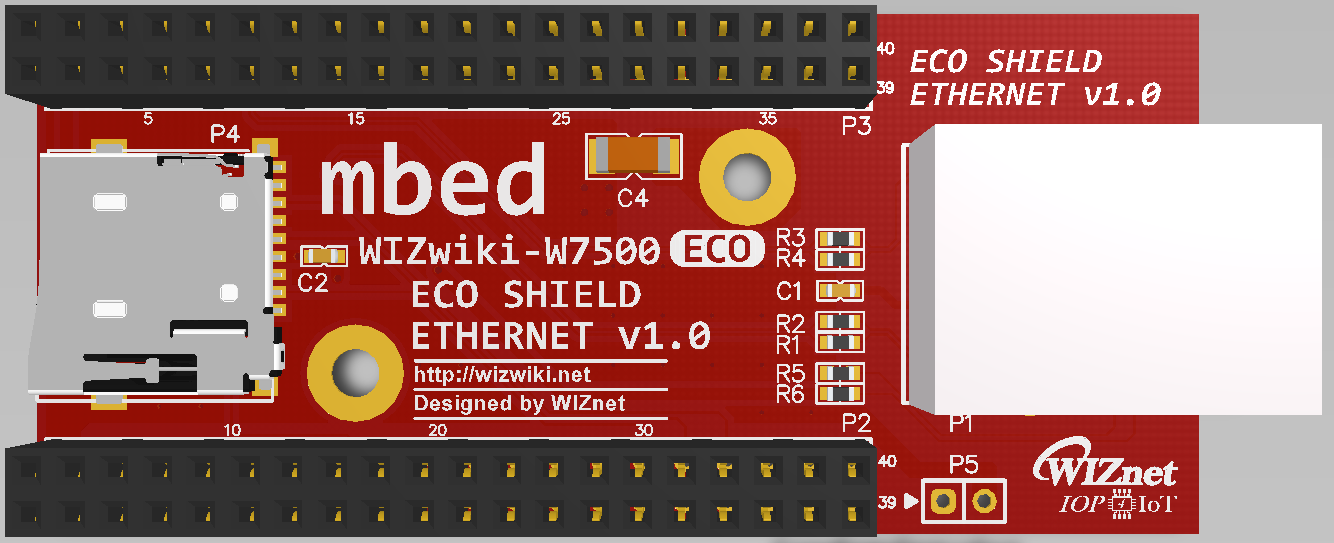 40
39
ECO SHIELD
ETHERNET v1.0
5
15
25
35
P3
P4
mbed
C4
C2
WIZwiki-W7500 ECO
ECO SHIELD
ETHERNET v1.0
http://wizwiki.net
Designed by WIZnet
R3
R4
C1
R2
R1
R5
R6
10
20
30
P2
P1
40
39
P5
WIZnet
IOP IoT